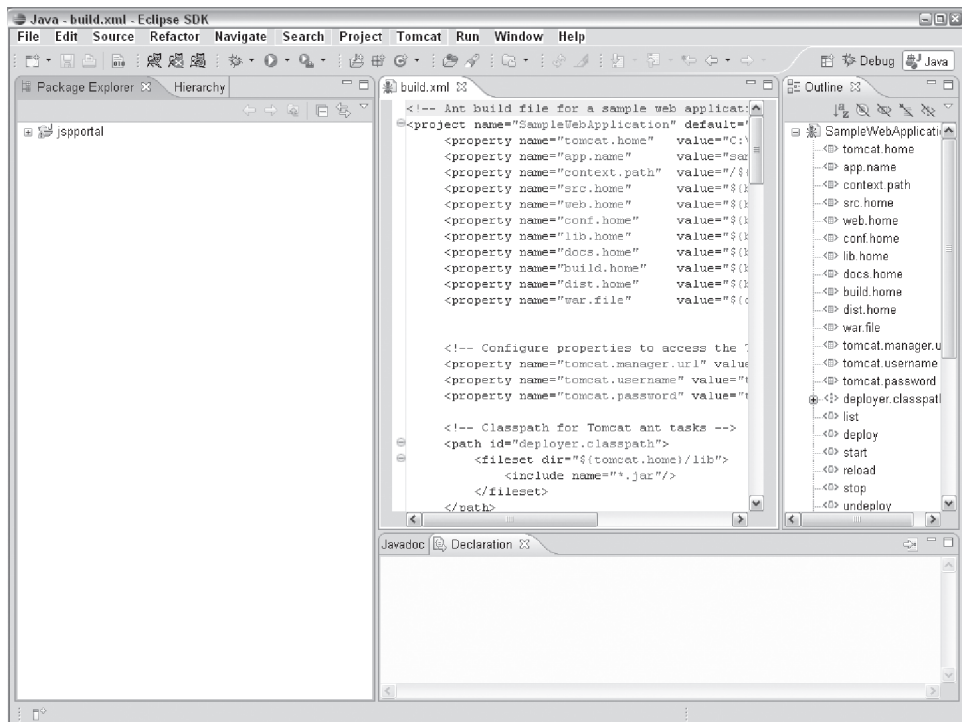 Java - build.xml - Eclipse SDK
File Edit Source Refactor Navigate Search Project Tomcat Run Window Help
Debug Java
Package Explorer Hierarchy
jspportal
build.xml
<!-- Ant build file for a sample web applicat
<project name="SampleWebApplication" default="
<property name="tomcat.home" value="C:\
<property name="app.name" value="sam
<property name="context.path" value="/${
<property name="src.home" value="${
<property name="web.home" value="${
<property name="conf.home" value="${
<property name="lib.home" value="${
<property name="docs.home" value="${
<property name="build.home" value="${
<property name="dist.home" value="${
<property name="war.file" value="${
<!-- Configure properties to access the
<property name="tomcat.manager.url" value
<property name="tomcat.username" value="
<property name="tomcat.password" value="
<!-- Classpath for Tomcat ant tasks -->
<path id="deployer.classpath">
<fileset dir="${tomcat.home}/lib">
<include name="*.jar"/>
</fileset>
</path>
Outline
SampleWebApplicati
tomcat.home
app.name
context.path
src.home
web.home
conf.home
lib.home
docs.home
build.home
dist.home
war.file
tomcat.manager.u
tomcat.username
tomcat.password
deployer.classpatl
list
deploy
start
reload
stop
undeploy
Javadoc Declaration